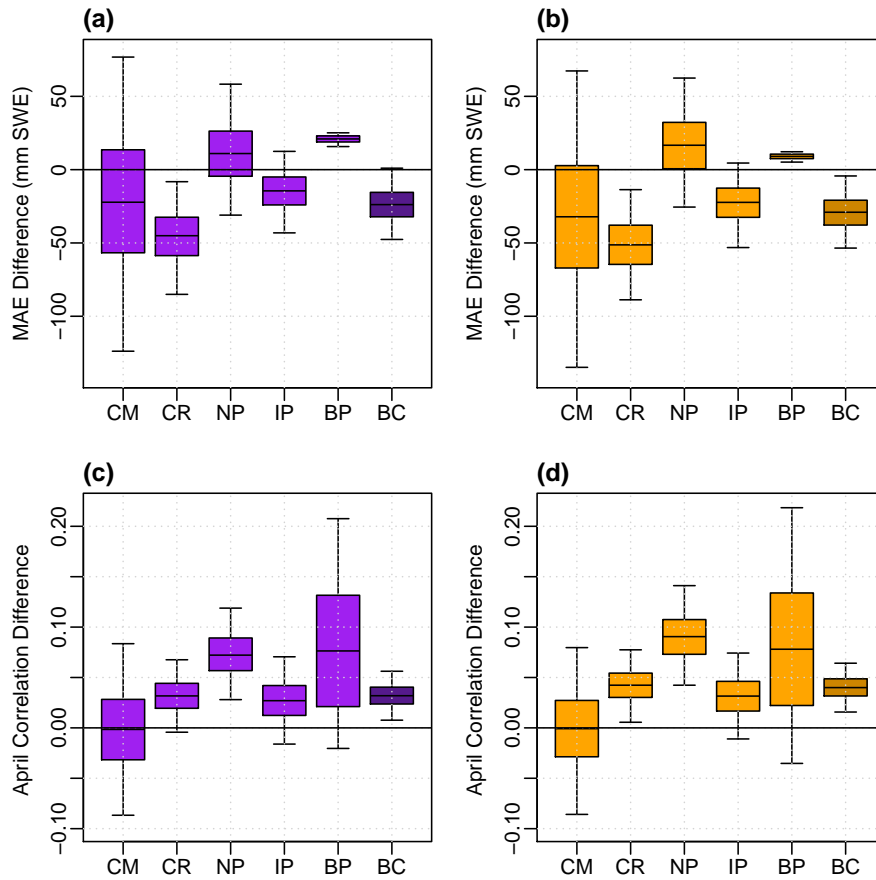 (a)
MAE Difference (mm SWE)
50
0
−50
−100
CM CR NP IP BP BC
(b)
MAE Difference (mm SWE)
50
0
−50
−100
CM CR NP IP BP BC
(c)
April Correlation Difference
0.20
0.10
0.00
−0.10
CM CR NP IP BP BC
(d)
April Correlation Difference
0.20
0.10
0.00
−0.10
CM CR NP IP BP BC